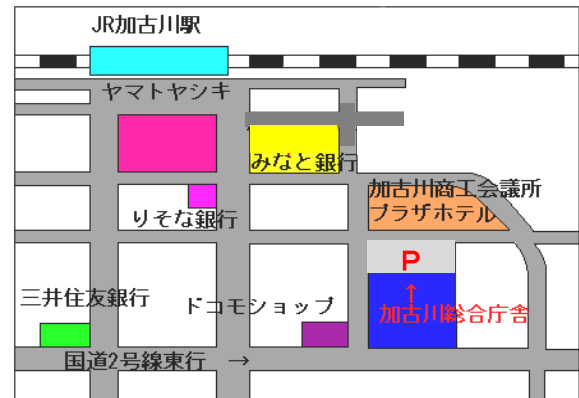 JR加古川駅
ヤマトヤシキ
みなと銀行
加古川商工会議所
プラザホテル
りそな銀行
P
↑
三井住友銀行
ドコモショップ
加古川総合庁舎
国道2号線東行 →